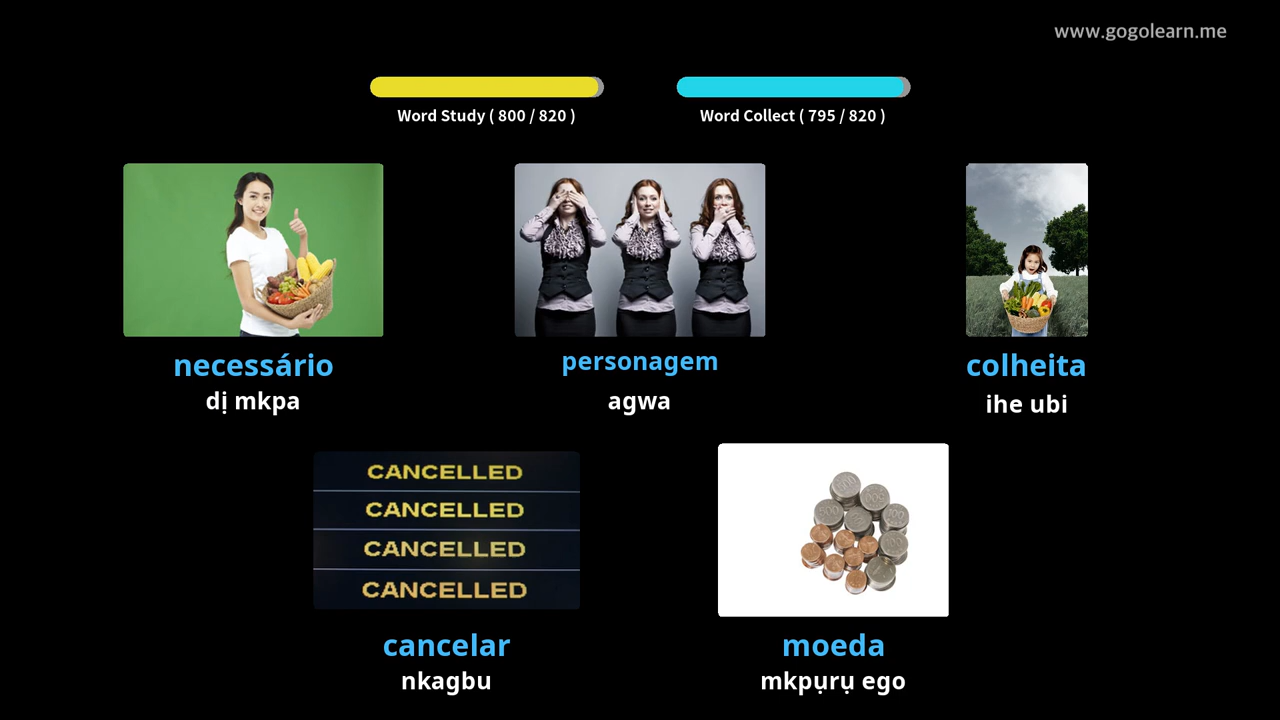 www.gogolearn.me
Word Study ( 800 / 820 )
Word Collect ( 795 / 820 )
necessário
dị mkpa
personagem
agwa
colheita
ihe ubi
CANCELLED
CANCELLED
CANCELLED
CANCELLED
cancelar
nkagbu
moeda
mkpụrụ ego